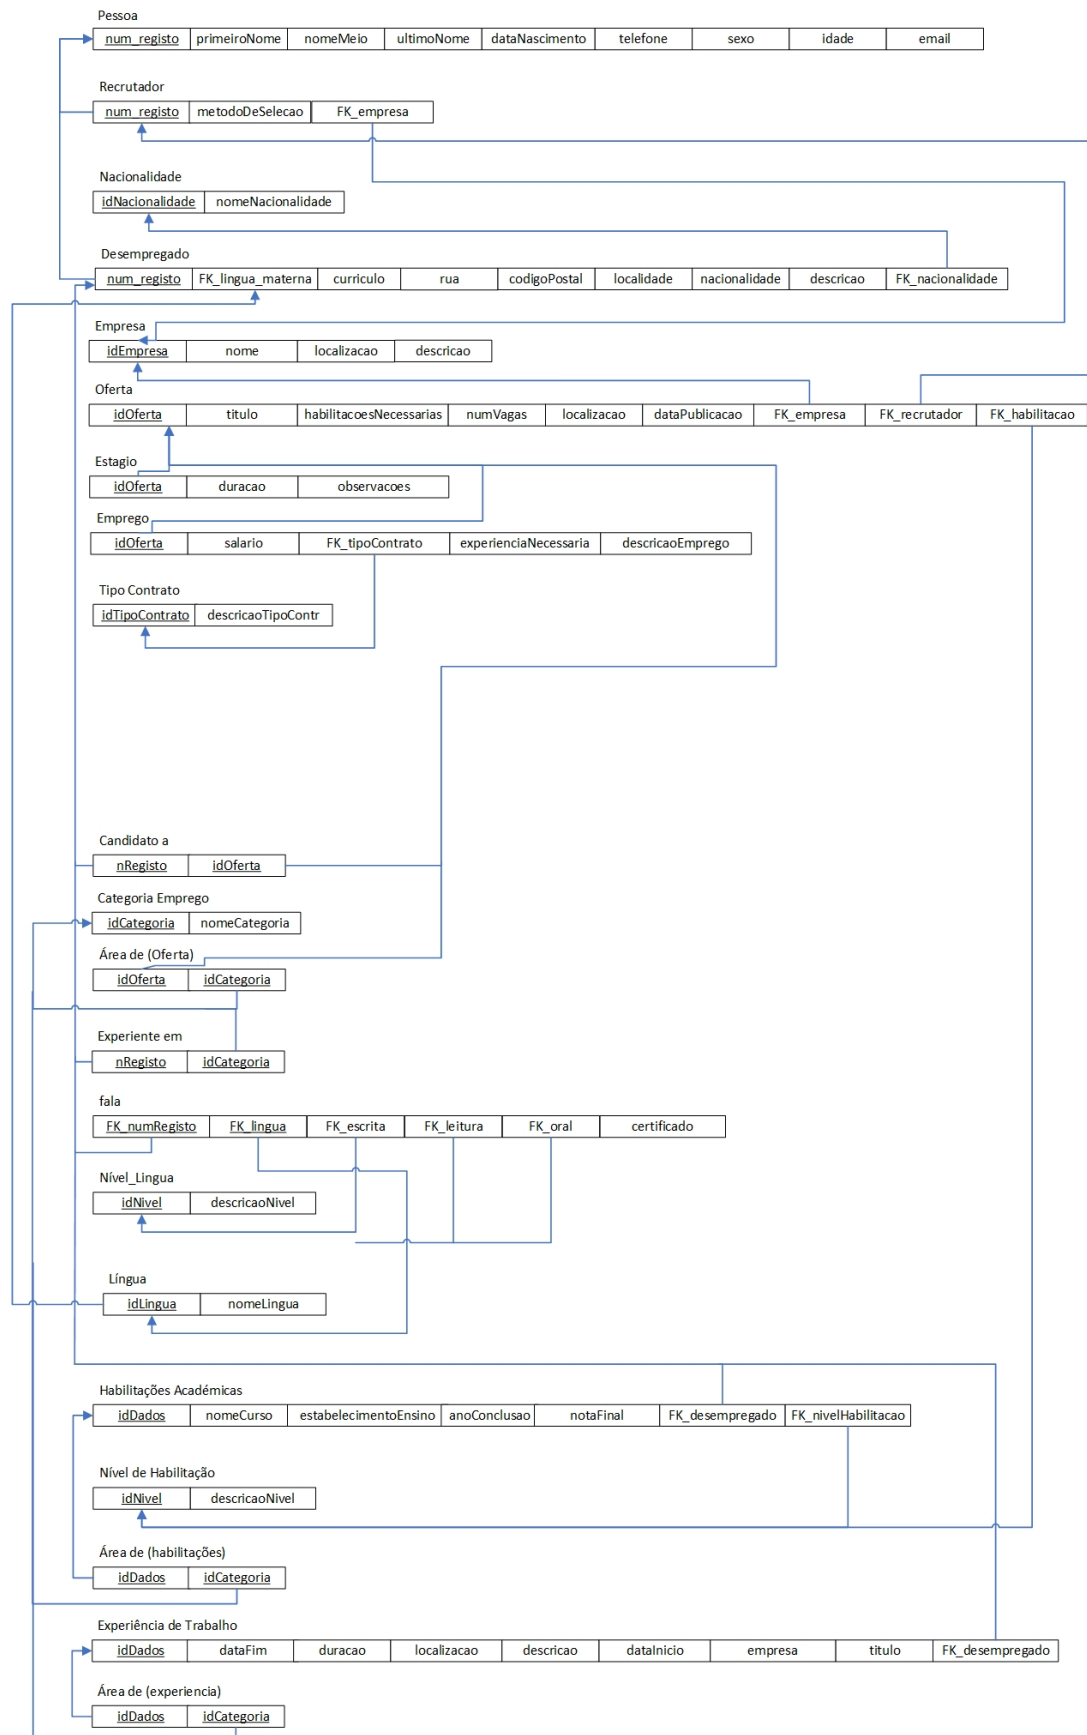 Pessoa
num_registo primeiroNome nomeMeio ultimoNome dataNascimento telefone sexo idade email
Recrutador
num_registo metodoDeSelecao FK_empresa
Nacionalidade
idNacionalidade nomeNacionalidade
Desempregado
num_registo FK_lingua_materna curriculo rua codigoPostal localidade nacionalidade descricao FK_nacionalidade
Empresa
idEmpresa nome localizacao descricao
Oferta
idOferta titulo habilitacoesNecessarias numVagas localizacao dataPublicacao FK_empresa FK_recrutador FK_habilitacao
Estagio
idOferta duracao observacoes
Emprego
idOferta salario FK_tipoContrato experienciaNecessaria descricaoEmprego
Tipo Contrato
idTipoContrato descricaoTipoContr
Candidato a
nRegisto idOferta
Categoria Emprego
idCategoria nomeCategoria
Área de (Oferta)
idOferta idCategoria
Experiente em
nRegisto idCategoria
fala
FK_numRegisto FK_lingua FK_escrita FK_leitura FK_oral certificado
Nível_Lingua
idNivel descricaoNivel
Língua
idLingua nomeLingua
Habilitações Académicas
idDados nomeCurso estabelecimentoEnsino anoConclusao notaFinal FK_desempregado FK_nivelHabilitacao
Nível de Habilitação
idNivel descricaoNivel
Área de (habilitações)
idDados idCategoria
Experiência de Trabalho
idDados dataFim duracao localizacao descricao dataInicio empresa titulo FK_desempregado
Área de (experiencia)
idDados idCategoria